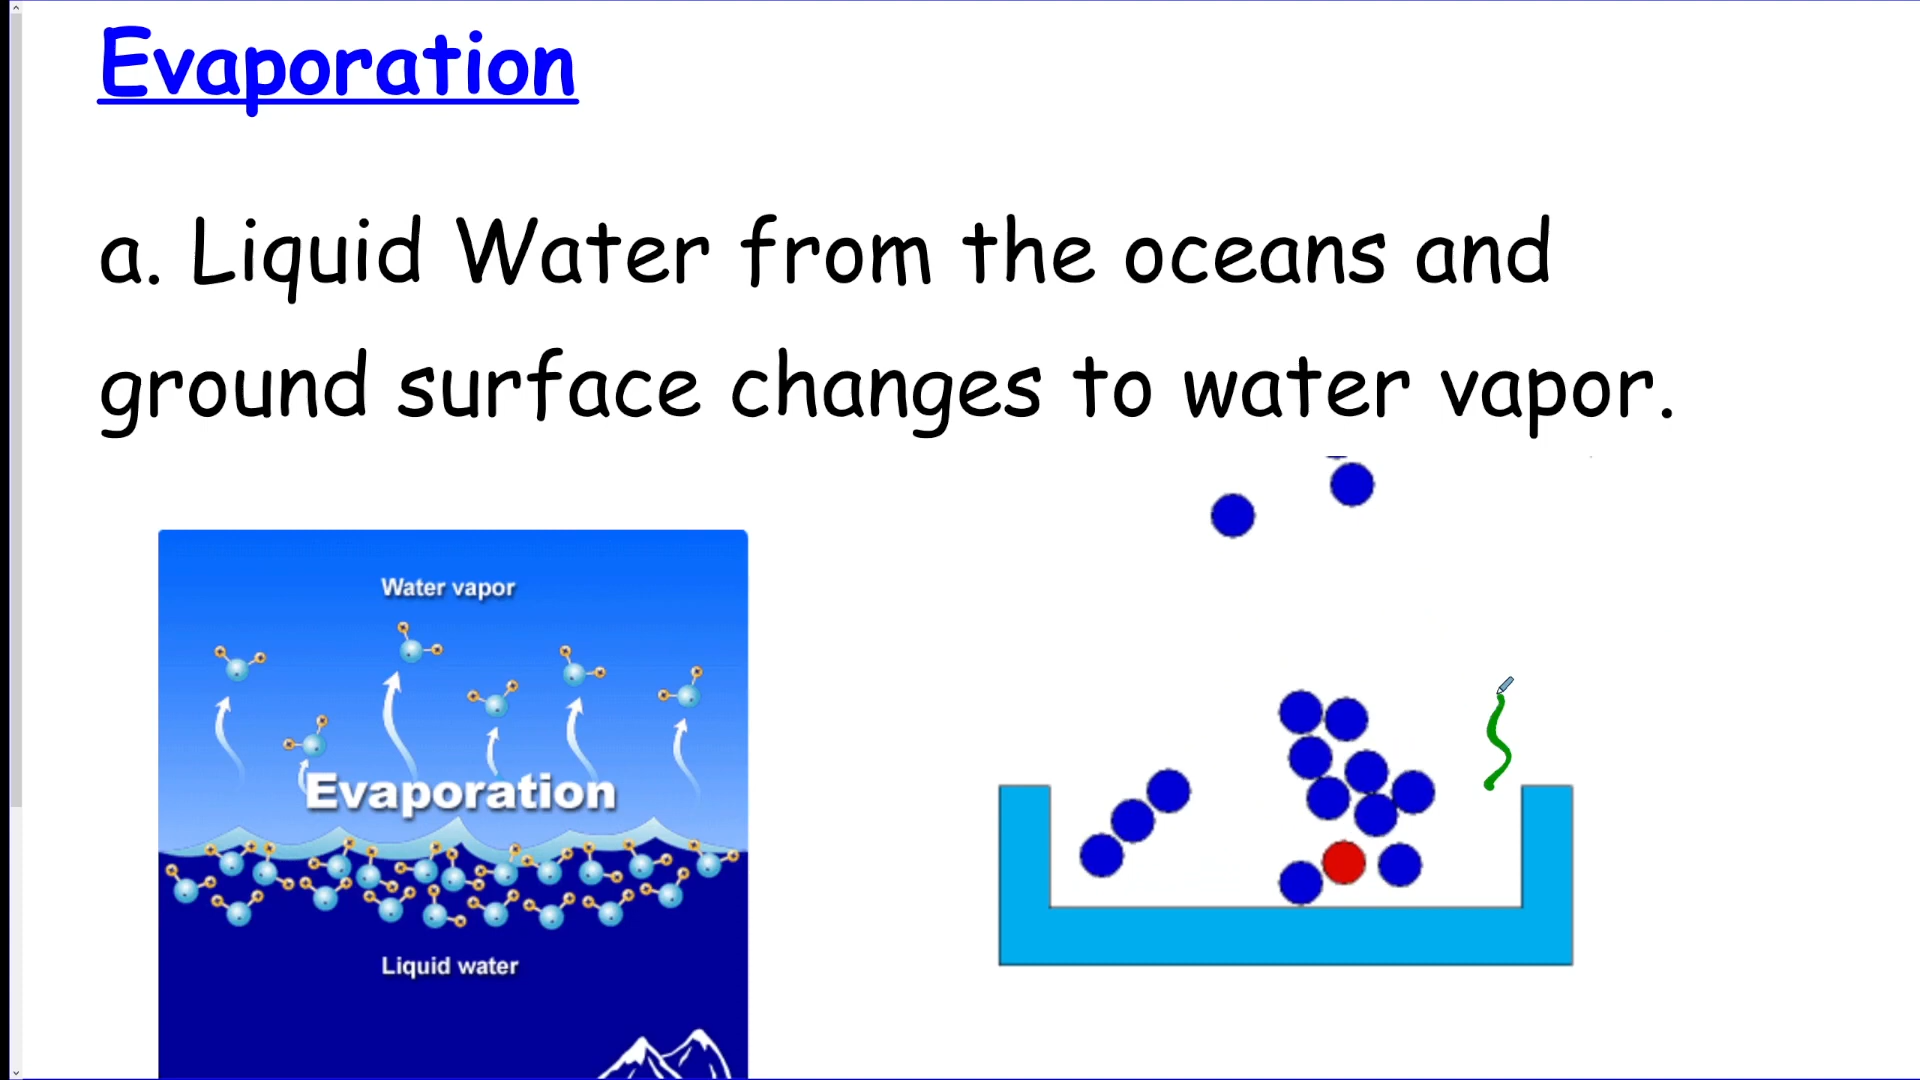 Evaporation
a. Liquid Water from the oceans and
ground surface changes to water vapor.
Water vapor
Evaporation
Liquid water